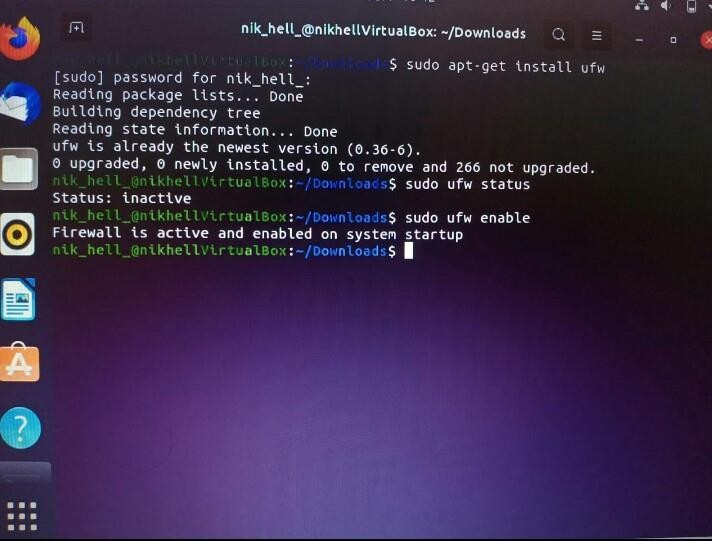 nik_hell_@nikhellVirtualBox: ~/Downloads
nik_hell_@nikhellVirtualBox:~/Downloads$ sudo apt-get install ufw
[sudo] password for nik_hell_:
Reading package lists... Done
Building dependency tree
Reading state information... Done
ufw is already the newest version (0.36-6).
0 upgraded, 0 newly installed, 0 to remove and 266 not upgraded.
nik_hell_@nikhellVirtualBox:~/Downloads$ sudo ufw status
Status: inactive
nik_hell_@nikhellVirtualBox:~/Downloads$ sudo ufw enable
Firewall is active and enabled on system startup
nik_hell_@nikhellVirtualBox:~/Downloads$